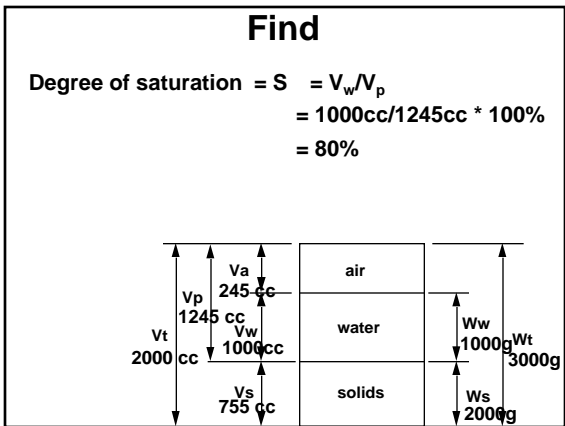 Find
Degree of saturation = S = Vw/Vp
= 1000cc/1245cc * 100%
= 80%
Va
245 cc
air
Vp
1245 cc
Vt
2000 cc
Vw
1000cc
water
Ww
1000g
Wt
3000g
Vs
755 cc
solids
Ws
2000g